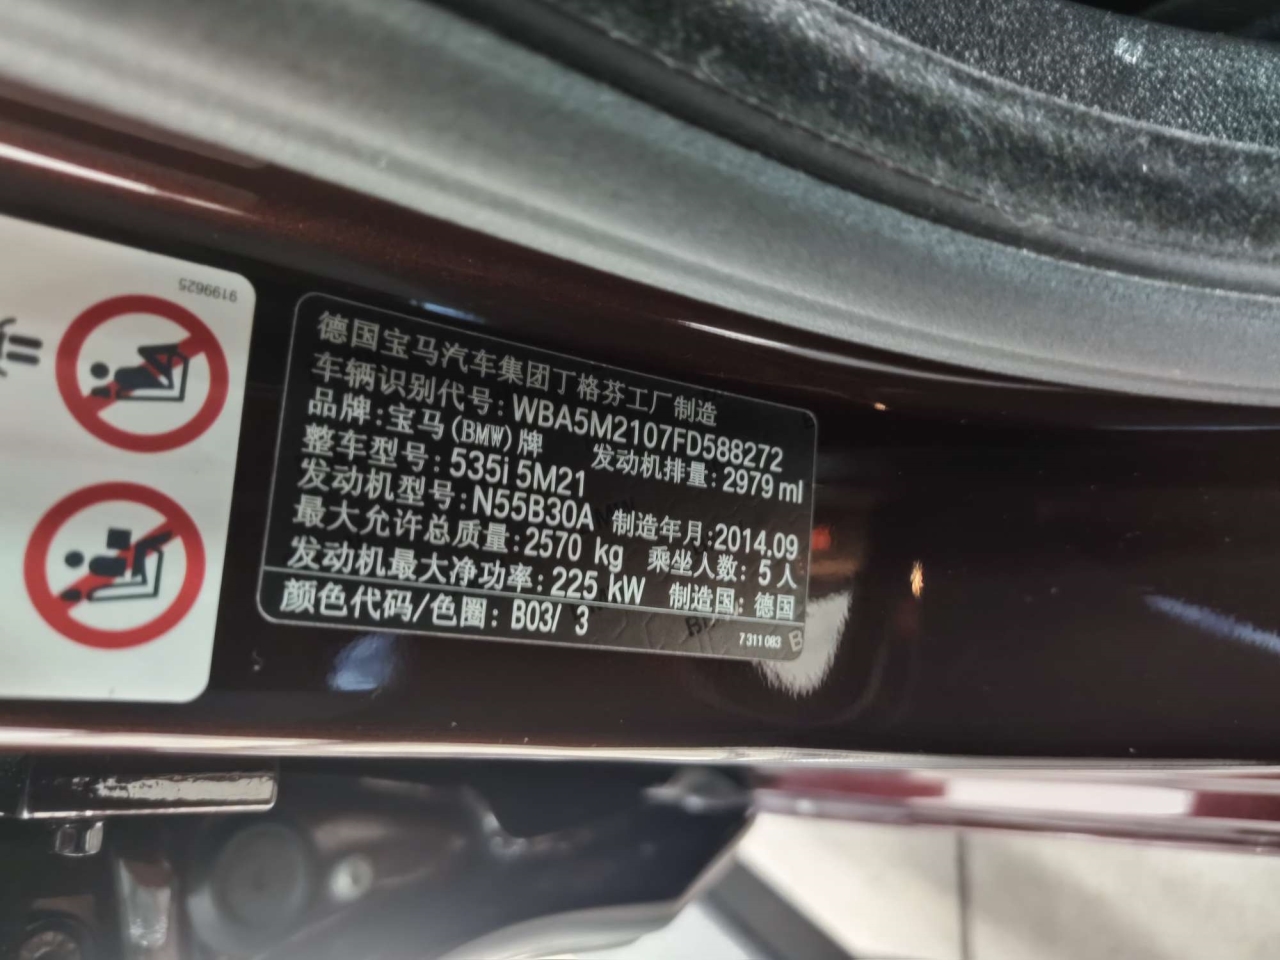 9199625
德国宝马汽车集团丁格芬工厂制造
车辆识别代号: WBA5M2107FD588272
品牌: 宝马(BMW)牌 发动机排量: 2979 ml
整车型号: 535i 5M21
发动机型号: N55B30A 制造年月: 2014.09
最大允许总质量: 2570 kg 乘坐人数: 5人
发动机最大净功率: 225 kW 制造国: 德国
颜色代码/色圈: B03/ 3
7 311 083